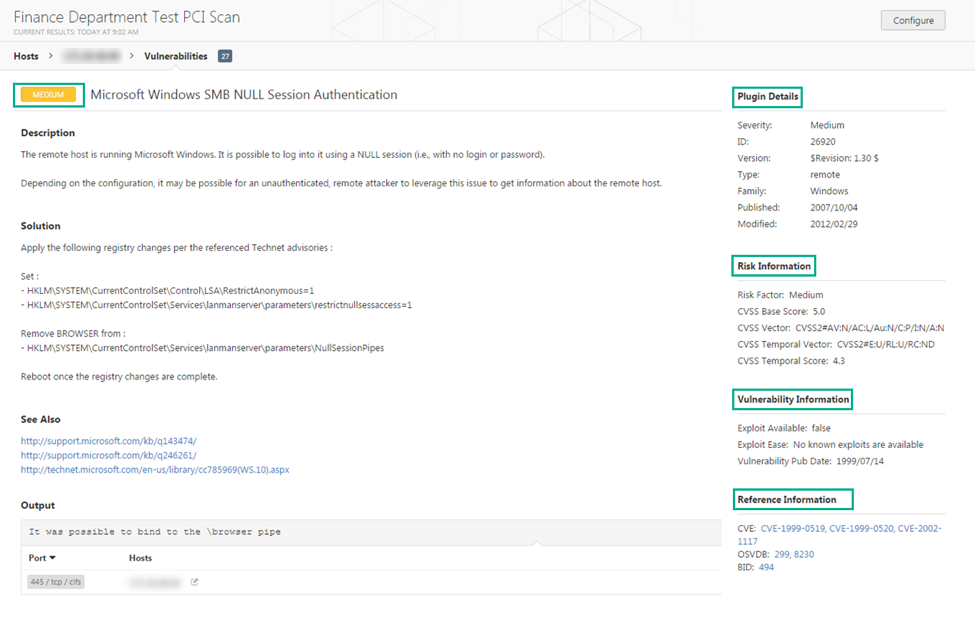 Finance Department Test PCI Scan
CURRENT RESULTS: TODAY AT 9:02 AM
Configure
Hosts > > Vulnerabilities 27
MEDIUM Microsoft Windows SMB NULL Session Authentication
Description
The remote host is running Microsoft Windows. It is possible to log into it using a NULL session (i.e., with no login or password).
Depending on the configuration, it may be possible for an unauthenticated, remote attacker to leverage this issue to get information about the remote host.
Solution
Apply the following registry changes per the referenced Technet advisories :
Set :
- HKLM\SYSTEM\CurrentControlSet\Control\LSA\RestrictAnonymous=1
- HKLM\SYSTEM\CurrentControlSet\Services\lanmanserver\parameters\restrictnullsessaccess=1
Remove BROWSER from :
- HKLM\SYSTEM\CurrentControlSet\Services\lanmanserver\parameters\NullSessionPipes
Reboot once the registry changes are complete.
See Also
http://support.microsoft.com/kb/q143474/
http://support.microsoft.com/kb/q246261/
http://technet.microsoft.com/en-us/library/cc785969(WS.10).aspx
Output
It was possible to bind to the \browser pipe
Port Hosts
445 / tcp / cifs
Plugin Details
Severity: Medium
ID: 26920
Version: $Revision: 1.30 $
Type: remote
Family: Windows
Published: 2007/10/04
Modified: 2012/02/29
Risk Information
Risk Factor: Medium
CVSS Base Score: 5.0
CVSS Vector: CVSS2#AV:N/AC:L/Au:N/C:P/I:N/A:N
CVSS Temporal Vector: CVSS2#E:U/RL:U/RC:ND
CVSS Temporal Score: 4.3
Vulnerability Information
Exploit Available: false
Exploit Ease: No known exploits are available
Vulnerability Pub Date: 1999/07/14
Reference Information
CVE: CVE-1999-0519, CVE-1999-0520, CVE-2002-
1117
OSVDB: 299, 8230
BID: 494